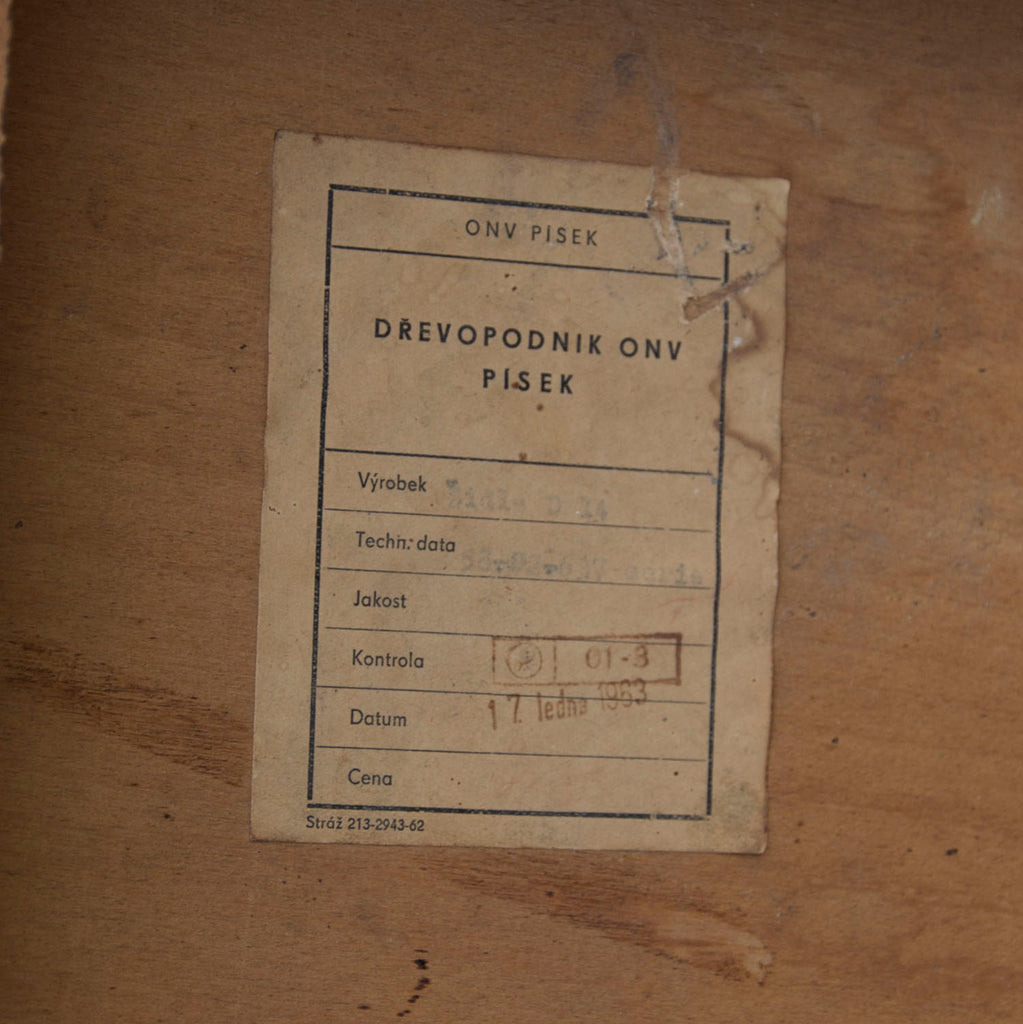 ONV PÍSEK
DŘEVOPODNIK ONV
PÍSEK
Výrobek
Techn. data
Jakost
Kontrola 01-3
Datum 17. ledna 1963
Cena
Stráž 213-2943-62